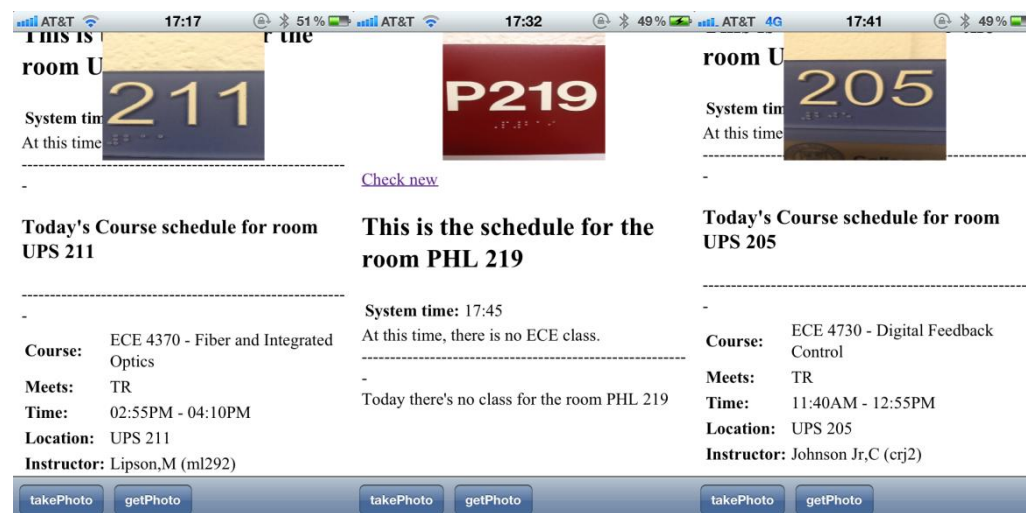 AT&T 17:17 51%
This is t r the
room U
211
System tim
At this time
-
Today's Course schedule for room
UPS 211
-
Course: ECE 4370 - Fiber and Integrated
Optics
Meets: TR
Time: 02:55PM - 04:10PM
Location: UPS 211
Instructor: Lipson,M (ml292)
takePhoto getPhoto
AT&T 17:32 49%
P219
Check new
This is the schedule for the
room PHL 219
System time: 17:45
At this time, there is no ECE class.
-
Today there's no class for the room PHL 219
takePhoto getPhoto
AT&T 4G 17:41 49%
room U
205
System tim
At this time
-
Today's Course schedule for room
UPS 205
-
Course: ECE 4730 - Digital Feedback
Control
Meets: TR
Time: 11:40AM - 12:55PM
Location: UPS 205
Instructor: Johnson Jr,C (crj2)
takePhoto getPhoto